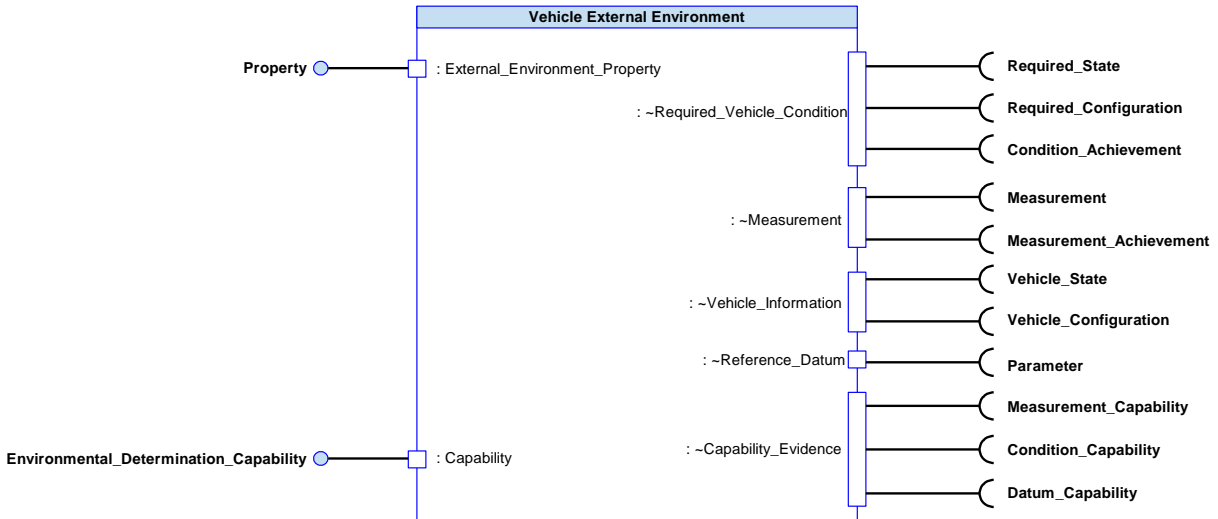 Vehicle External Environment
Property
: External_Environment_Property
: ~Required_Vehicle_Condition
Required_State
Required_Configuration
Condition_Achievement
: ~Measurement
Measurement
Measurement_Achievement
: ~Vehicle_Information
Vehicle_State
Vehicle_Configuration
: ~Reference_Datum
Parameter
Environmental_Determination_Capability
: Capability
: ~Capability_Evidence
Measurement_Capability
Condition_Capability
Datum_Capability